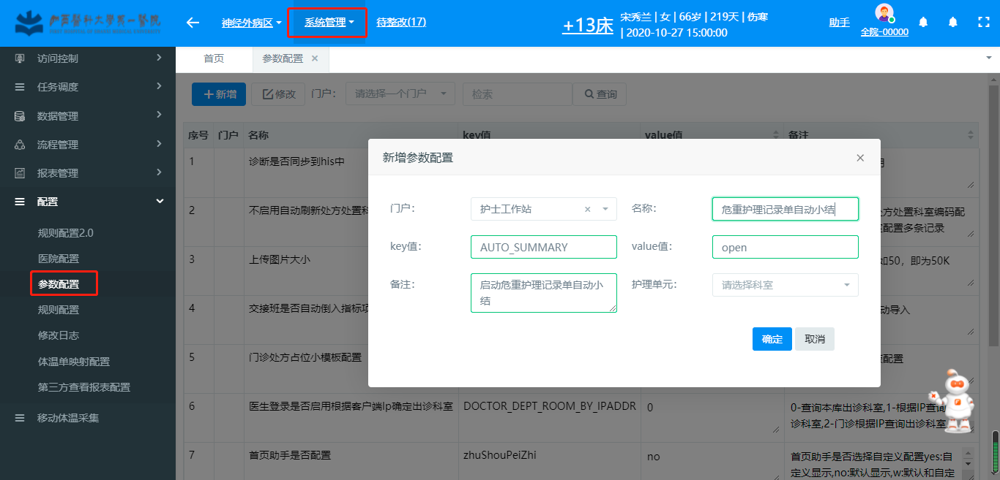 神经外病区
系统管理
待整改(17)
+13床
宋秀兰 | 女 | 66岁 | 219天 | 伤寒
| 2020-10-27 15:00:00
助手
全院-00000
访问控制
任务调度
数据管理
流程管理
报表管理
配置
规则配置2.0
医院配置
参数配置
规则配置
修改日志
体温单映射配置
第三方查看报表配置
移动体温采集
首页
参数配置 ×
+新增
修改
门户：
请选择一个门户
检索
查询
序号 门户 名称 key值 value值 备注
1 诊断是否同步到his中
2 不启用自动刷新处方处置科
方处置科室编码配
配置多条记录
3 上传图片大小
如50，即为50K
4 交接班是否自动倒入指标项
动导入
5 门诊处方占位小模板配置
配置
6 医生登录是否启用根据客户端Ip确定出诊科室 DOCTOR_DEPT_ROOM_BY_IPADDR 0
0-查询本库出诊科室,1-根据IP查询
诊科室,2-门诊根据IP查询出诊科室
7 首页助手是否配置 zhuShouPeiZhi no
首页助手是否选择自定义配置yes:自
定义显示,no:默认显示,w:默认和自定
新增参数配置 ×
门户： 护士工作站 ×
名称： 危重护理记录单自动小结
key值： AUTO_SUMMARY
value值： open
备注： 启动危重护理记录单自动小
结
护理单元： 请选择科室
确定 取消